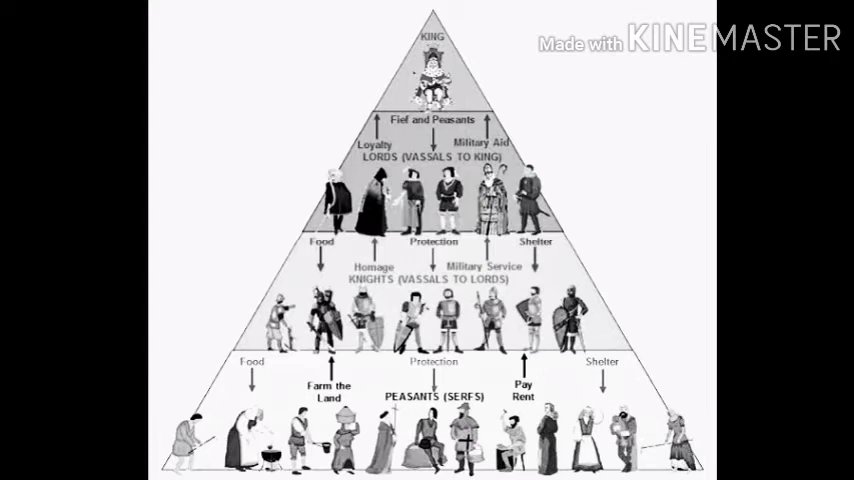 Made with KINEMASTER
KING
Fief and Peasants
Loyalty
Military Aid
LORDS (VASSALS TO KING)
Food
Protection
Shelter
Homage
Military Service
KNIGHTS (VASSALS TO LORDS)
Food
Protection
Shelter
Farm the
Land
Pay
Rent
PEASANTS (SERFS)